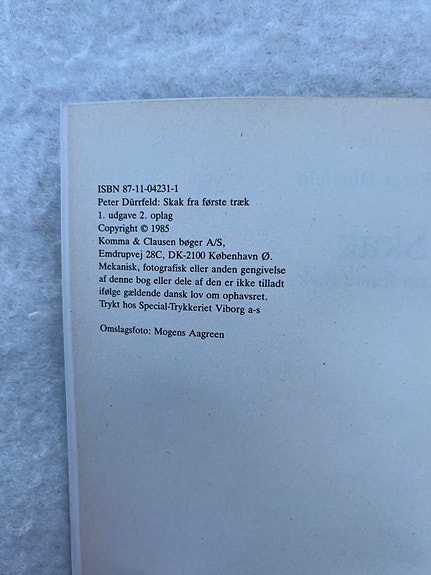 ISBN 87-11-04231-1
Peter Dürrfeld: Skak fra første træk
1. udgave 2. oplag
Copyright © 1985
Komma & Clausen bøger A/S,
Emdrupvej 28C, DK-2100 København Ø.
Mekanisk, fotografisk eller anden gengivelse
af denne bog eller dele af den er ikke tilladt
ifølge gældende dansk lov om ophavsret.
Trykt hos Special-Trykkeriet Viborg a-s
Omslagsfoto: Mogens Aagreen